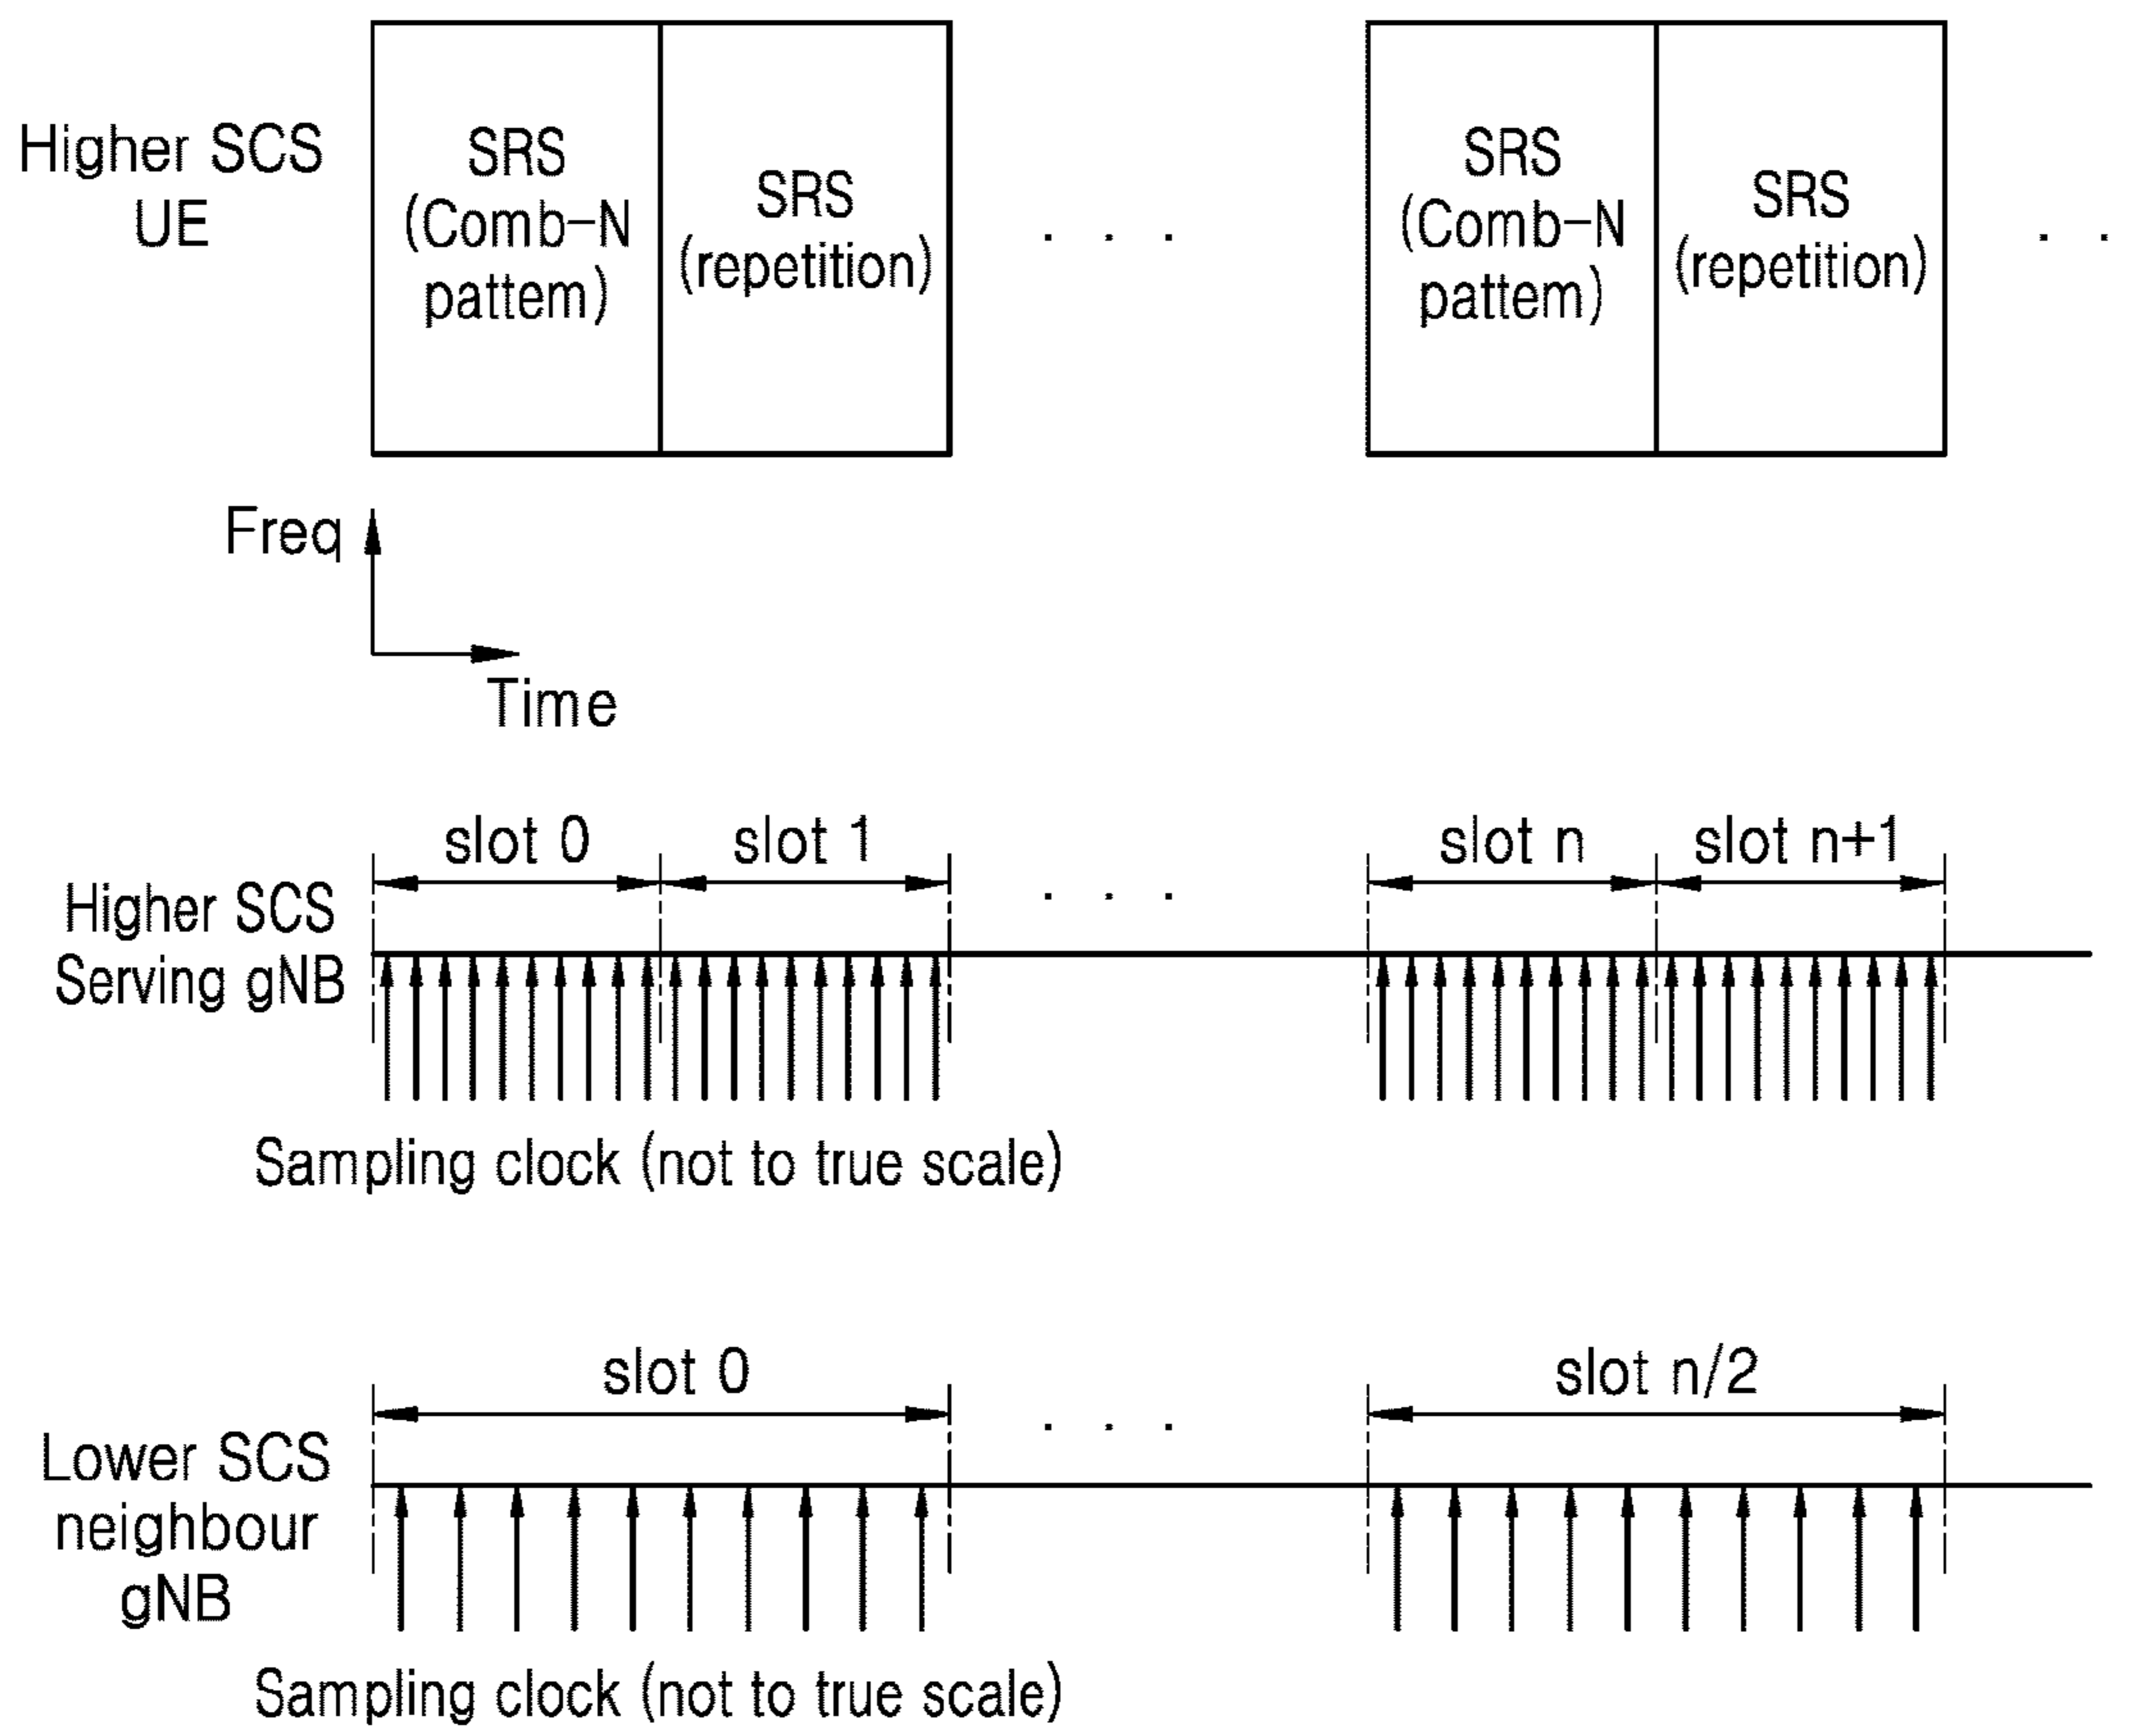 Higher SCS
UE
SRS
(Comb-N
pattem)
SRS
(repetition)
. . .
SRS
(Comb-N
pattem)
SRS
(repetition)
. .
Freq
Time
slot 0
slot 1
slot n
slot n+1
. . .
Higher SCS
Serving gNB
Sampling clock (not to true scale)
slot 0
slot n/2
. . .
Lower SCS
neighbour
gNB
Sampling clock (not to true scale)